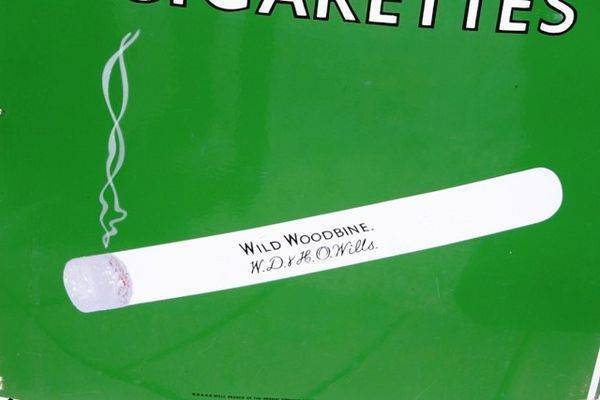 CIGARETTES
WILD WOODBINE.
W.D. & H.O. Wills.